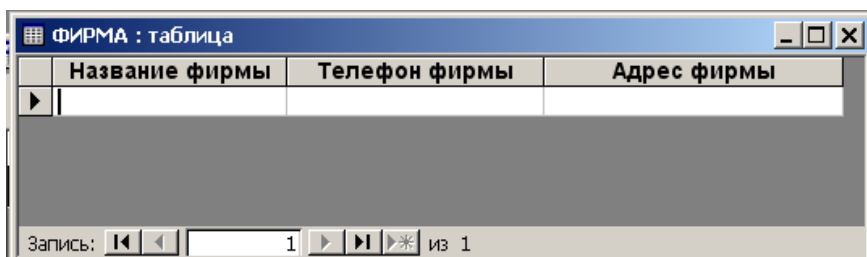 ФИРМА : таблица
Название фирмы Телефон фирмы Адрес фирмы
Запись: 1 из 1